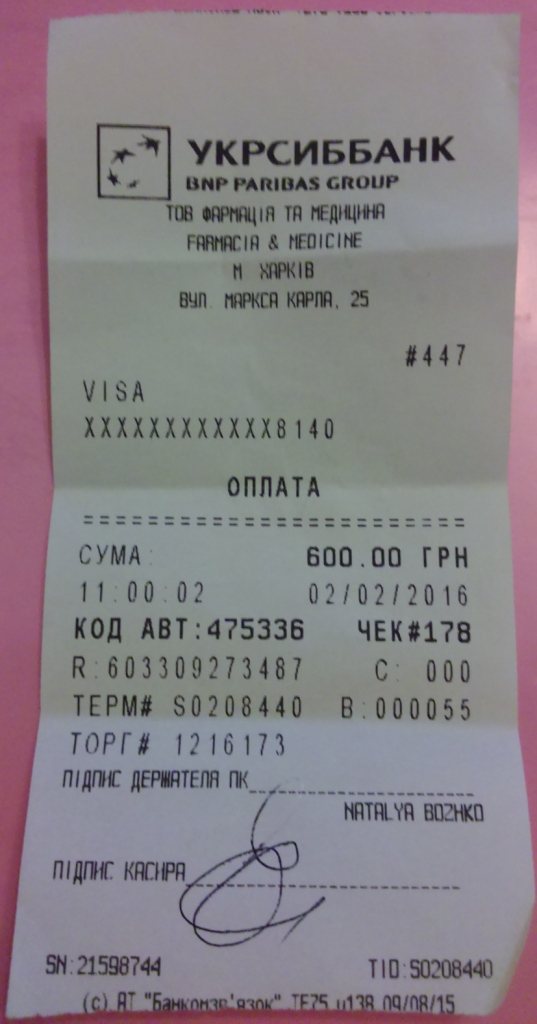 УКРСИББАНК
BNP PARIBAS GROUP
ТОВ ФАРМАЦІЯ ТА МЕДИЦИНА
FARMACIA & MEDICINE
М ХАРКІВ
ВУЛ. МАРКСА КАРЛА, 25
#447
VISA
XXXXXXXXXXXX8140
ОПЛАТА
========================
СУМА: 600.00 ГРН
11:00:02 02/02/2016
КОД АВТ:475336 ЧЕК#178
R:603309273487 С: 000
ТЕРМ# S0208440 В:000055
ТОРГ# 1216173
ПІДПИС ДЕРЖАТЕЛЯ ПК
NATALYA BOZHKO
ПІДПИС КАСИРА
SN:21598744 TID:S0208440
(с) АТ "Банкомзв'язок" TE75 v138 09/08/15